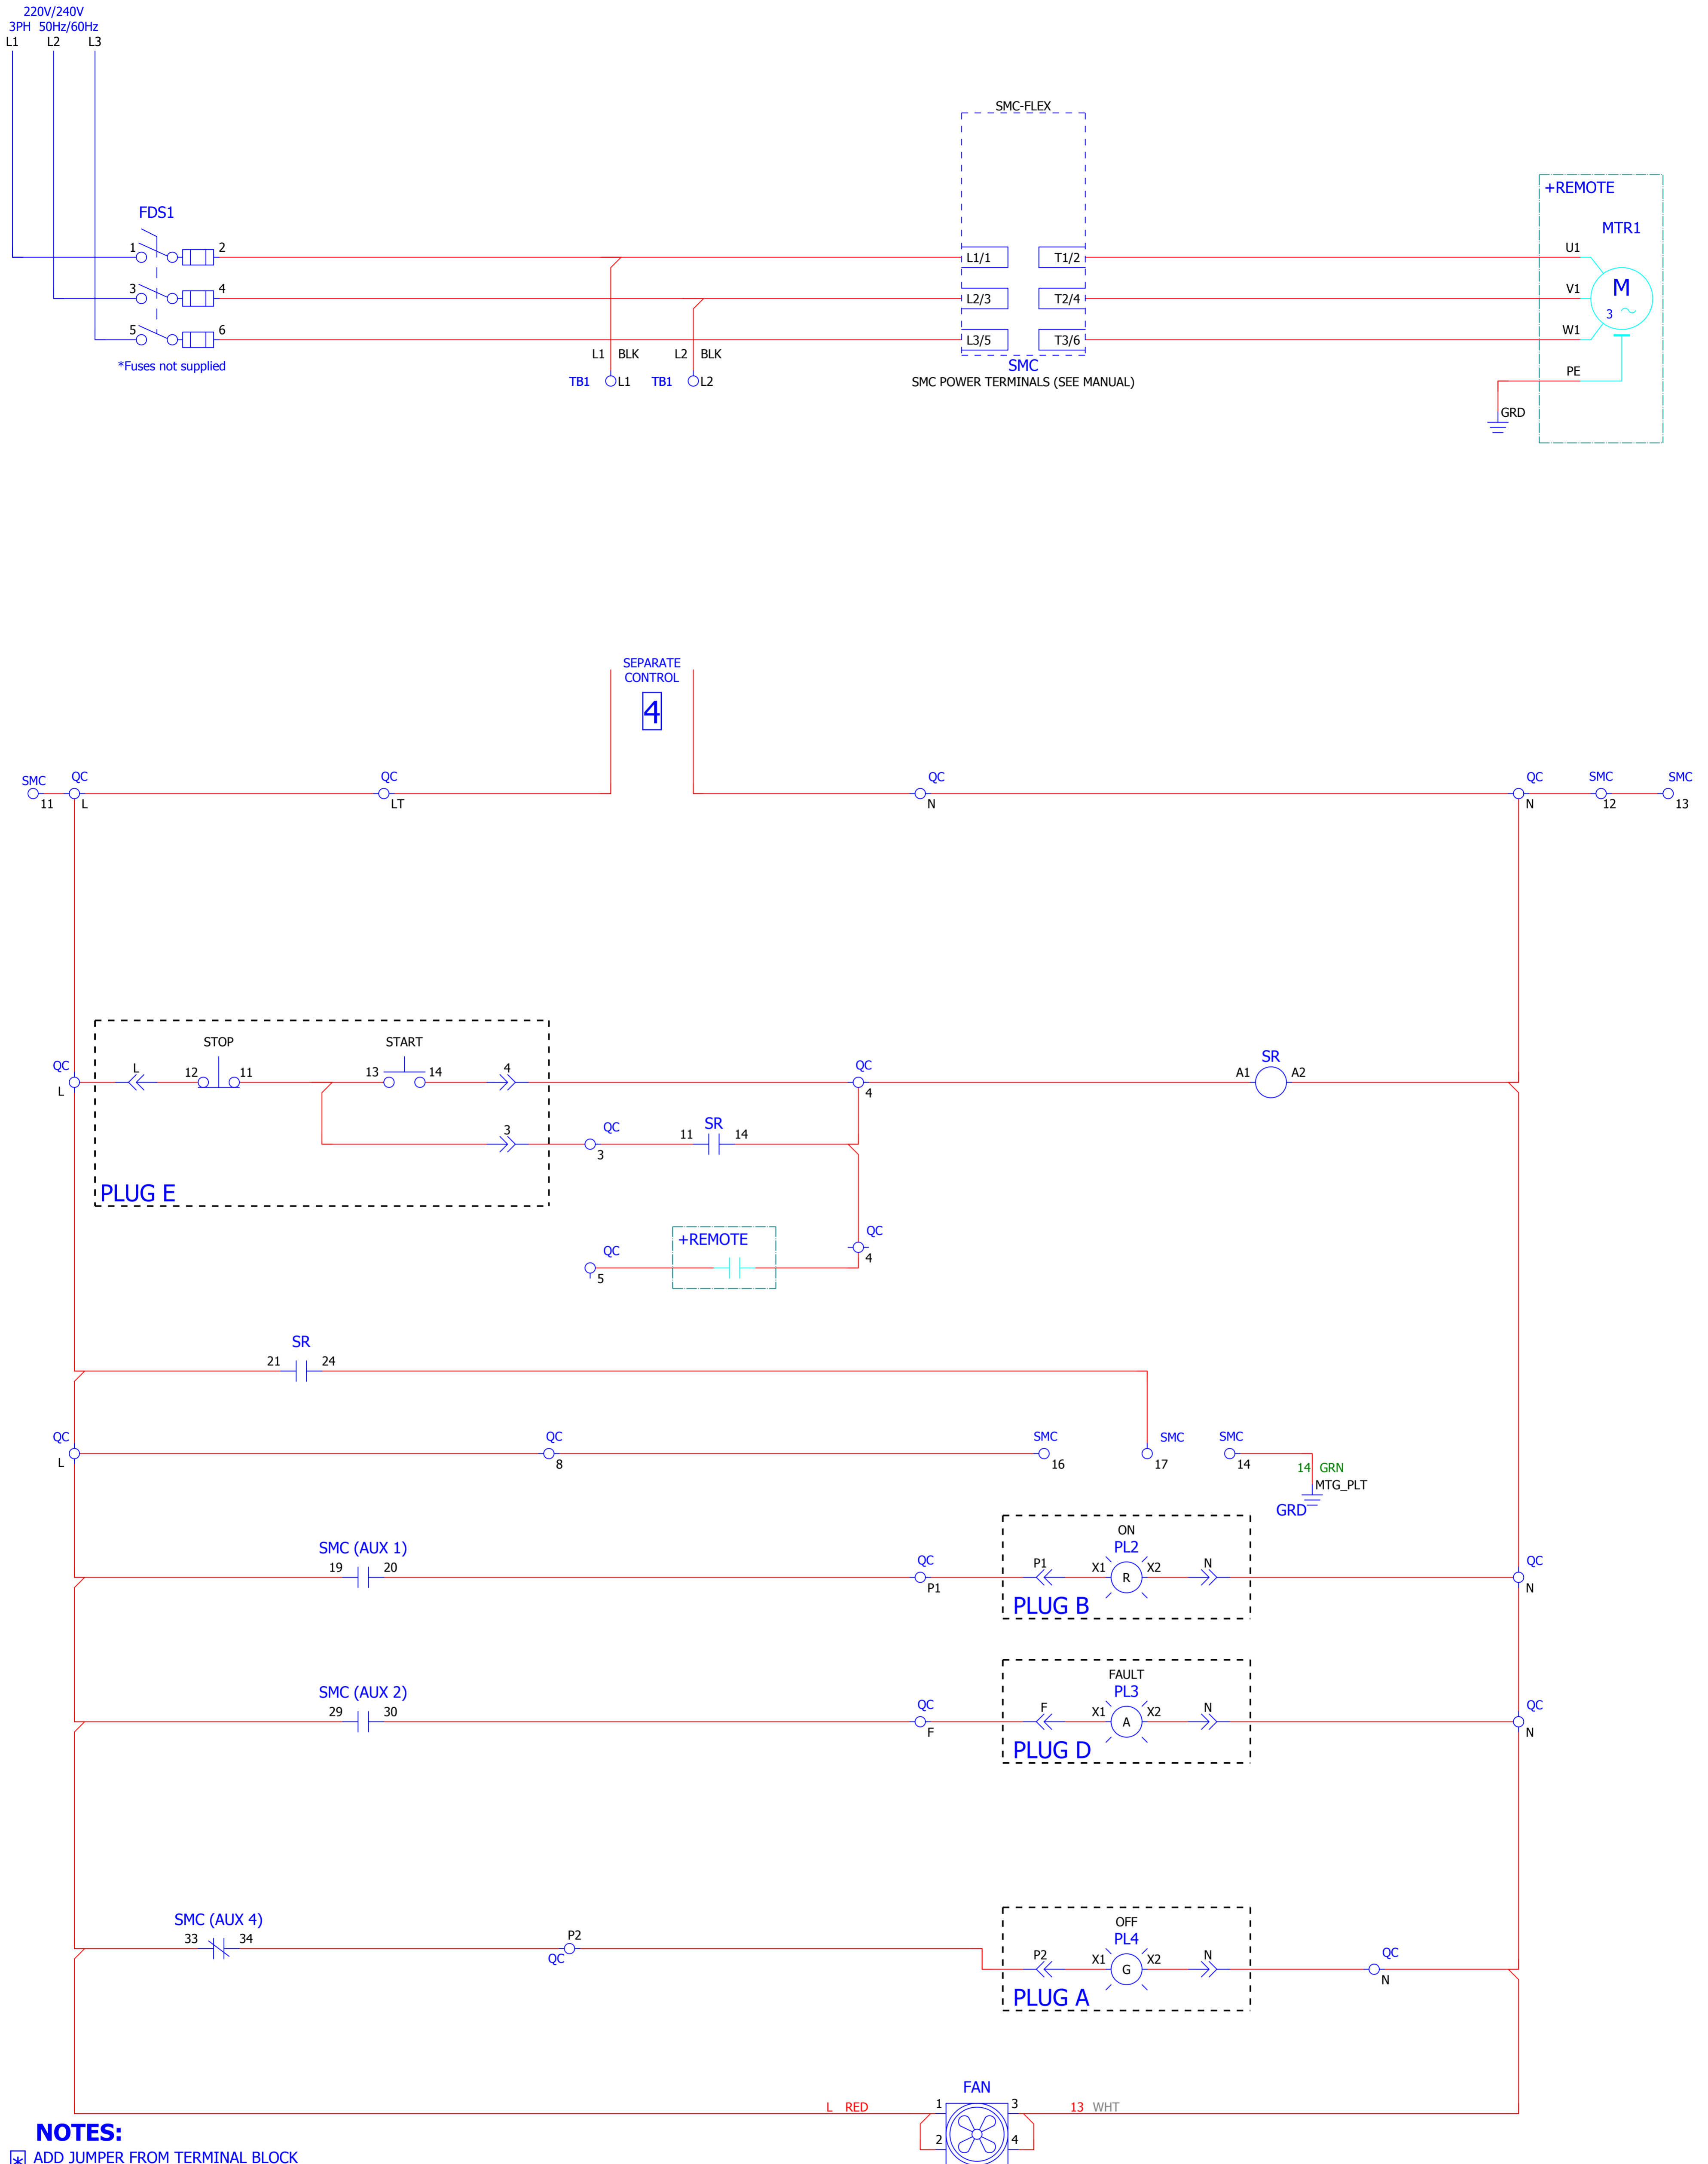 220V/240V
3PH 50Hz/60Hz
L1 L2 L3
SMC-FLEX
+REMOTE
FDS1
MTR1
1 2 L1/1 T1/2 U1
M
3 4 L2/3 T2/4 V1
3
5 6 L3/5 T3/6 W1
*Fuses not supplied
L1 BLK L2 BLK
SMC
PE
TB1 L1 TB1 L2
SMC POWER TERMINALS (SEE MANUAL)
GRD
SEPARATE
CONTROL
4
SMC QC QC QC QC SMC SMC
11 L LT N N 12 13
STOP START
QC L 12 11 13 14 4 QC SR
A1 A2
L 4
3 QC 11 SR 14
3
PLUG E
+REMOTE QC
QC 4
5
SR
21 24
QC QC SMC SMC SMC
L 8 16 17 14
14 GRN
MTG_PLT
GRD
ON
SMC (AUX 1) PL2
19 20 QC P1 X1 R X2 N QC
P1 N
PLUG B
FAULT
SMC (AUX 2) PL3
29 30 QC F X1 A X2 N QC
F N
PLUG D
SMC (AUX 4) OFF
33 34 P2 PL4
QC P2 X1 G X2 N QC
N
PLUG A
FAN
L RED 1 3 13 WHT
2 4
NOTES:
* ADD JUMPER FROM TERMINAL BLOCK